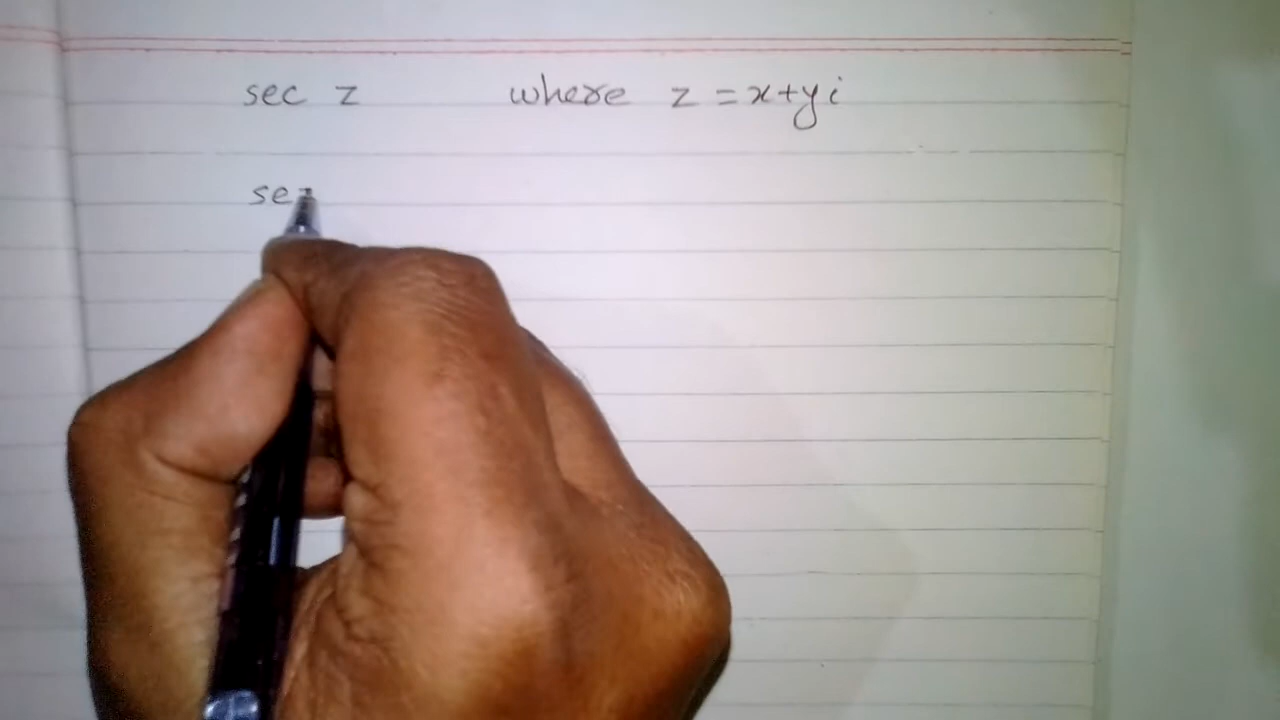 sec z where z = x+yi
se